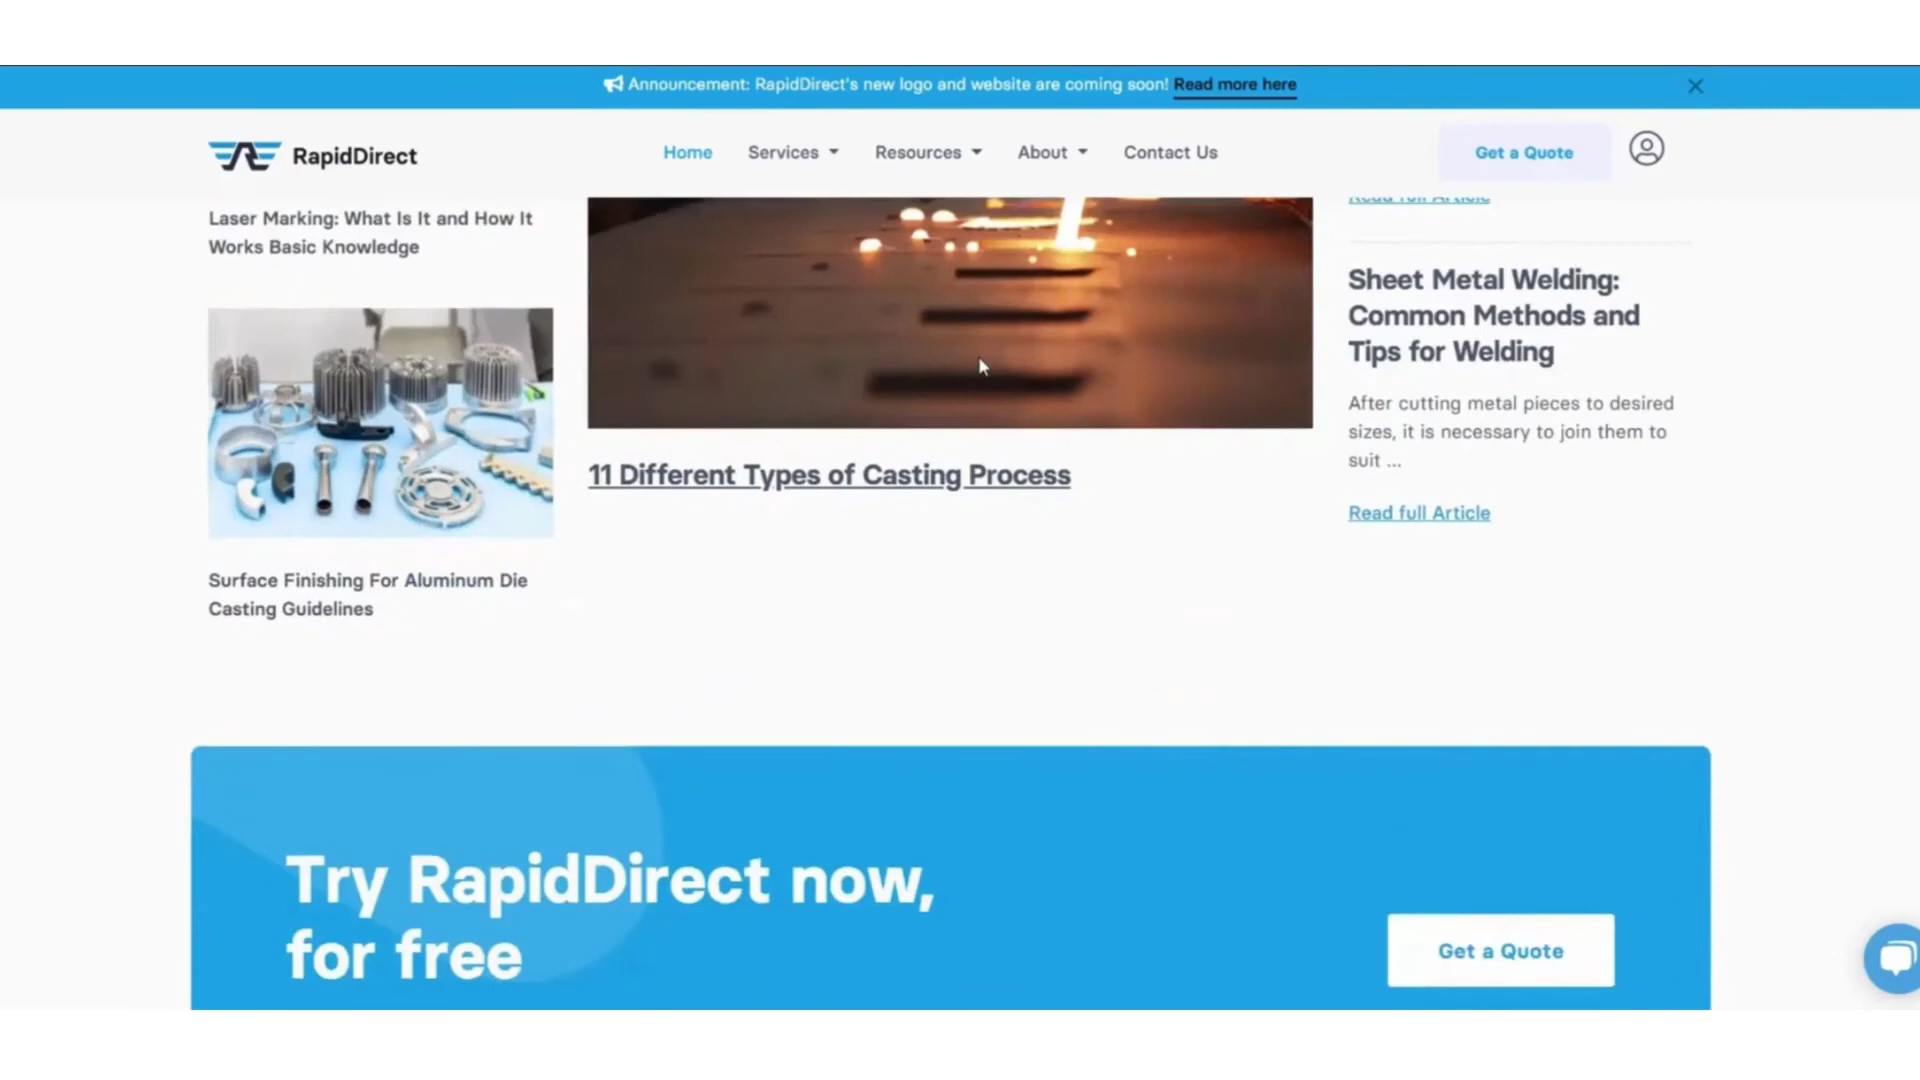 Announcement: RapidDirect's new logo and website are coming soon! Read more here
RapidDirect
Home
Services
Resources
About
Contact Us
Get a Quote
Laser Marking: What Is It and How It
Works Basic Knowledge
Surface Finishing For Aluminum Die
Casting Guidelines
11 Different Types of Casting Process
Read full Article
Sheet Metal Welding:
Common Methods and
Tips for Welding
After cutting metal pieces to desired
sizes, it is necessary to join them to
suit ...
Read full Article
Try RapidDirect now,
for free
Get a Quote